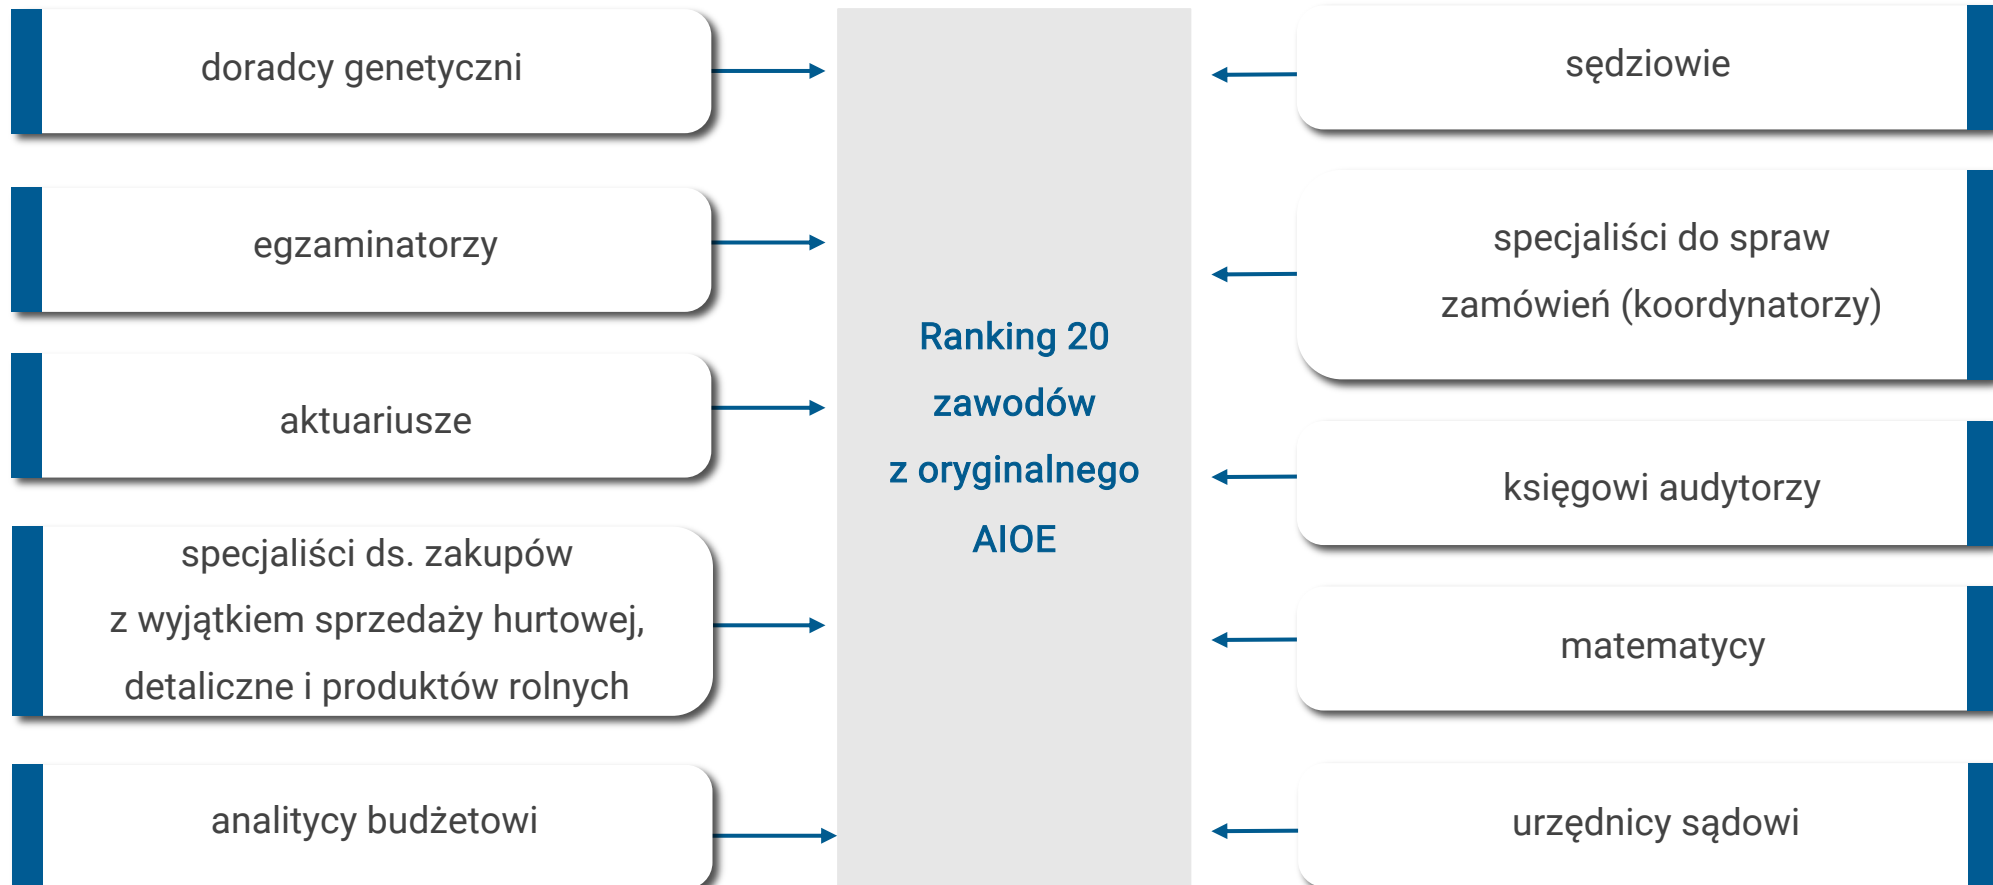 doradcy genetyczni
egzaminatorzy
aktuariusze
specjaliści ds. zakupów
z wyjątkiem sprzedaży hurtowej,
detaliczne i produktów rolnych
analitycy budżetowi
Ranking 20
zawodów
z oryginalnego
AIOE
sędziowie
specjaliści do spraw
zamówień (koordynatorzy)
księgowi audytorzy
matematycy
urzędnicy sądowi